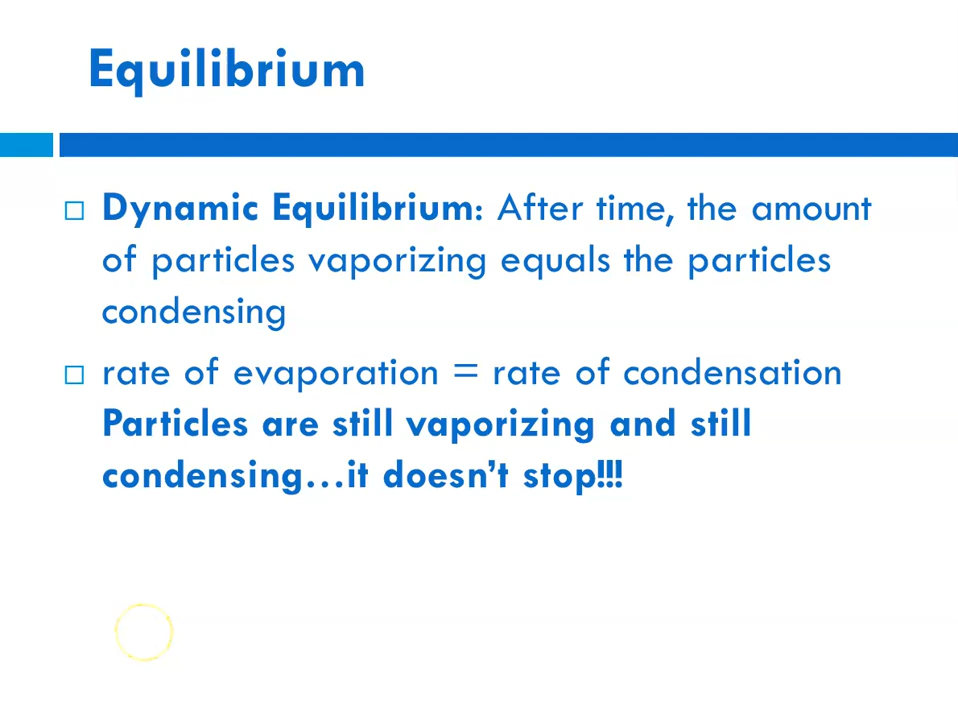 Equilibrium
Dynamic Equilibrium: After time, the amount
of particles vaporizing equals the particles
condensing
rate of evaporation = rate of condensation
Particles are still vaporizing and still
condensing…it doesn’t stop!!!